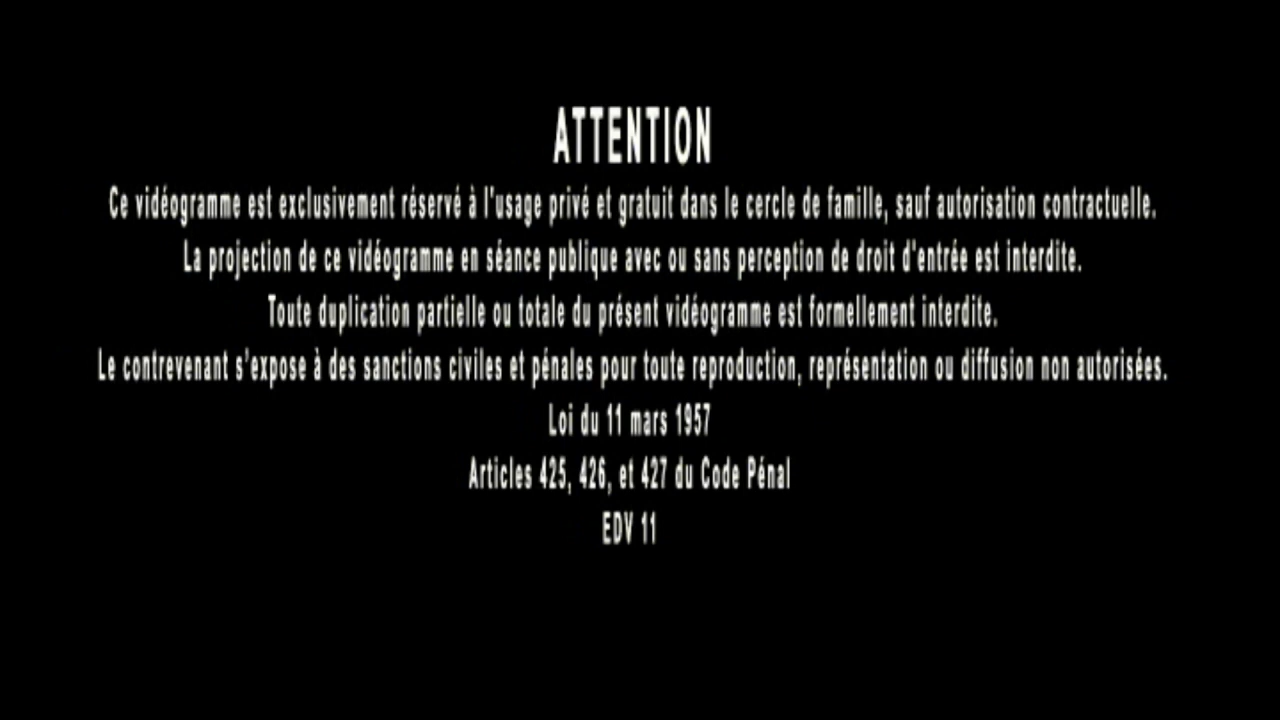 ATTENTION
Ce vidéogramme est exclusivement réservé à l'usage privé et gratuit dans le cercle de famille, sauf autorisation contractuelle.
La projection de ce vidéogramme en séance publique avec ou sans perception de droit d'entrée est interdite.
Toute duplication partielle ou totale du présent vidéogramme est formellement interdite.
Le contrevenant s'expose à des sanctions civiles et pénales pour toute reproduction, représentation ou diffusion non autorisées.
Loi du 11 mars 1957
Articles 425, 426, et 427 du Code Pénal
EDV 11